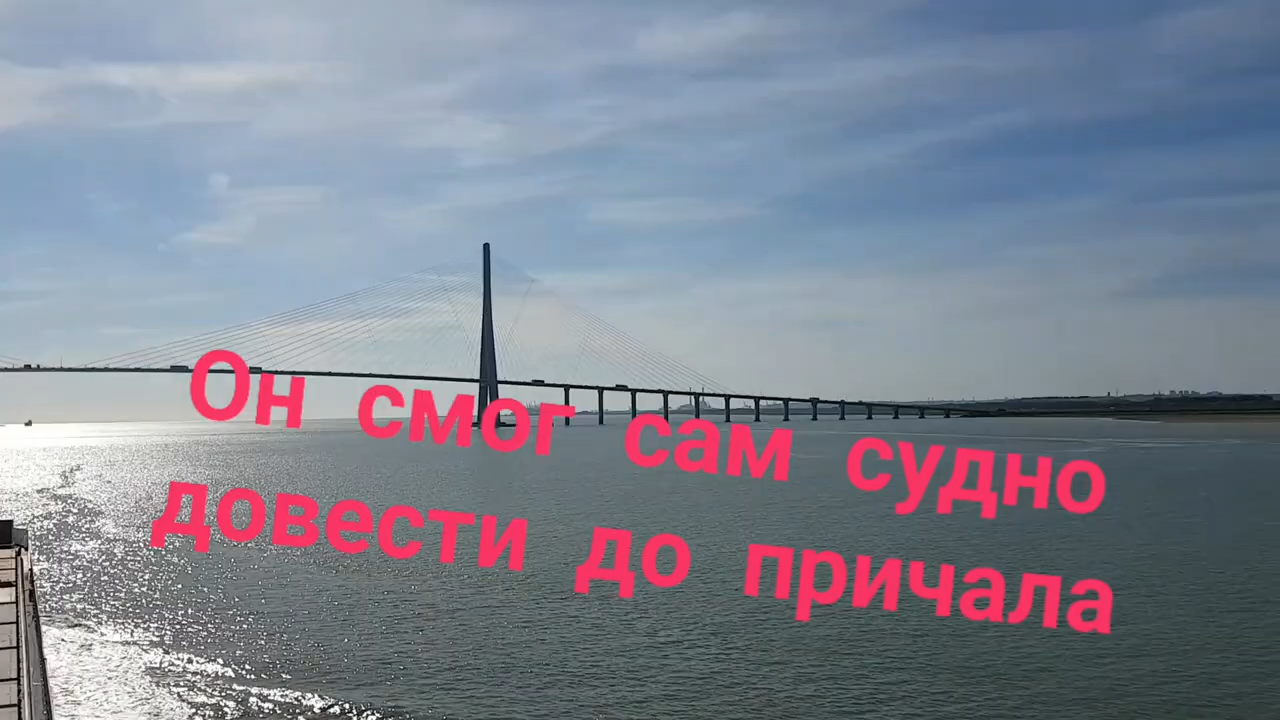 Он смог сам судно
довести до причала